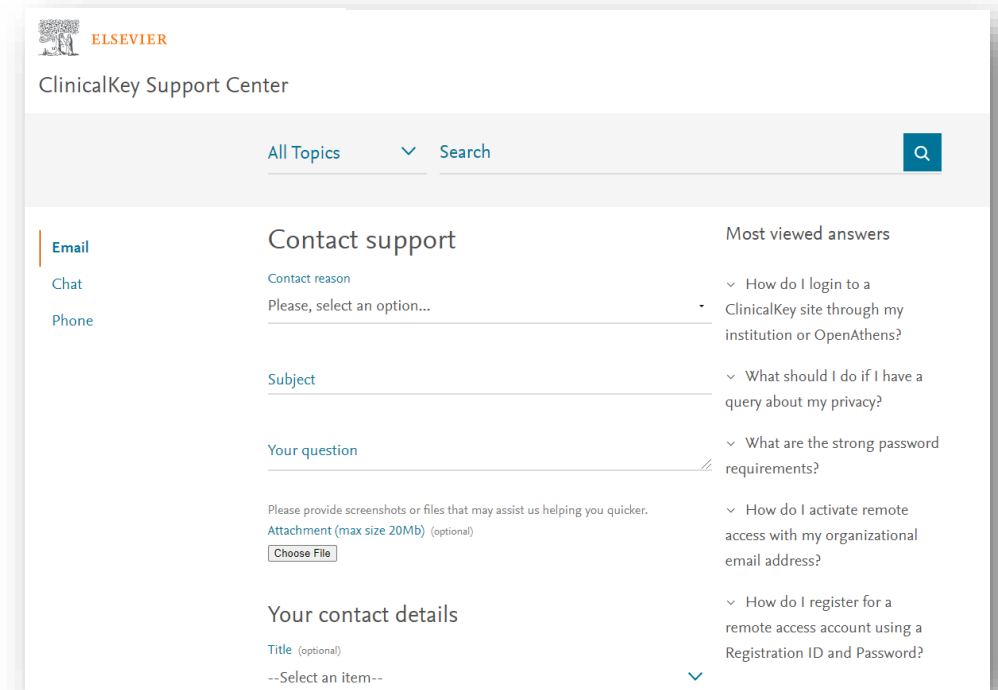 ELSEVIER
ClinicalKey Support Center
All Topics
Search
Email
Chat
Phone
Contact support
Contact reason
Please, select an option...
Subject
Your question
Please provide screenshots or files that may assist us helping you quicker.
Attachment (max size 20Mb) (optional)
Choose File
Your contact details
Title (optional)
--Select an item--
Most viewed answers
How do I login to a
ClinicalKey site through my
institution or OpenAthens?
What should I do if I have a
query about my privacy?
What are the strong password
requirements?
How do I activate remote
access with my organizational
email address?
How do I register for a
remote access account using a
Registration ID and Password?